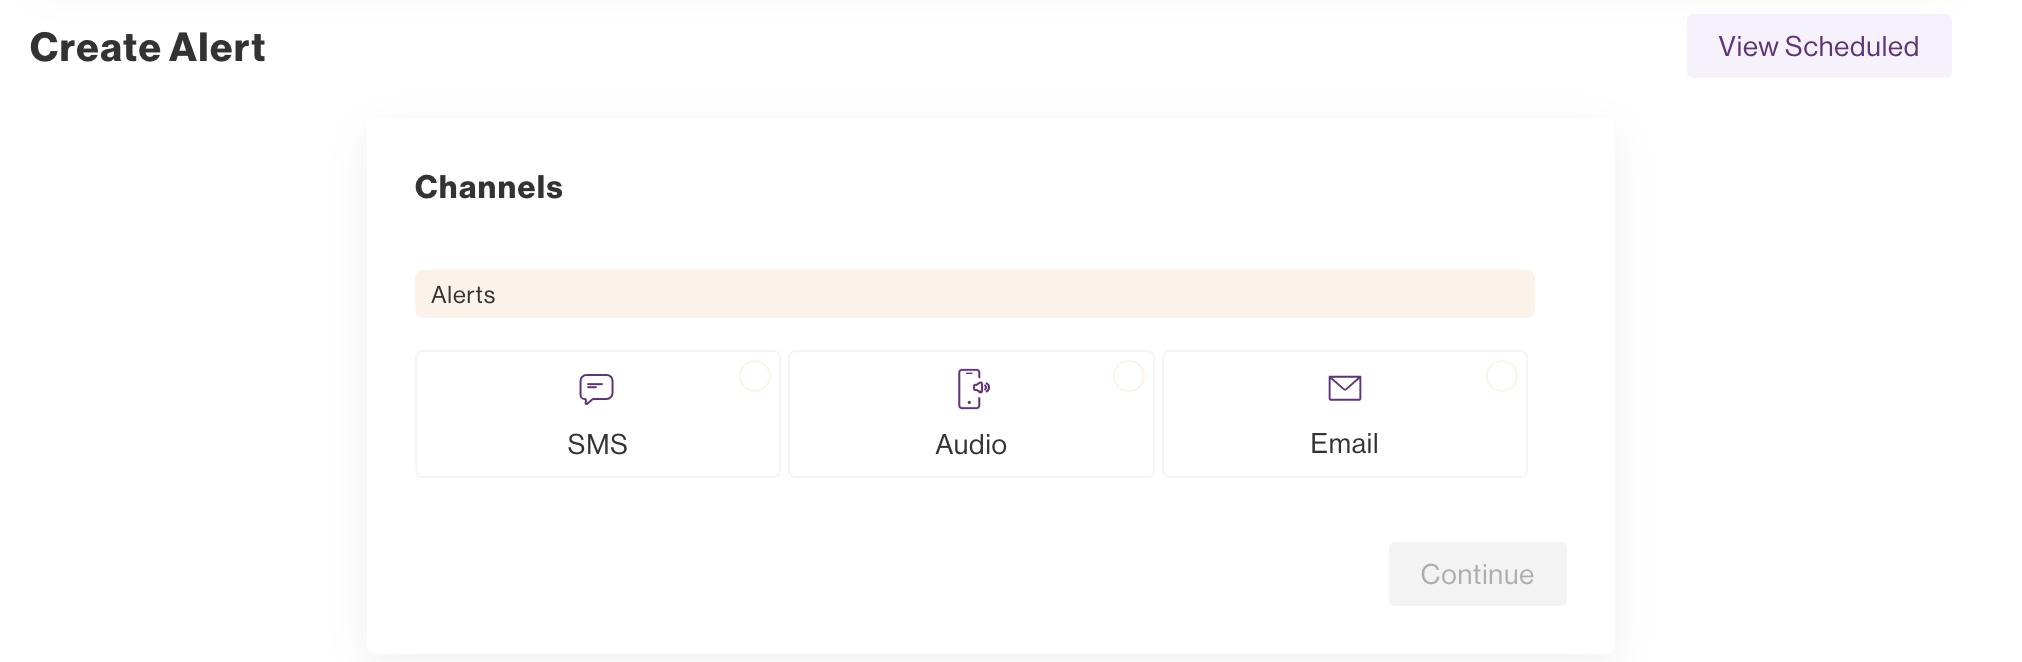 Create Alert
View Scheduled
Channels
Alerts
SMS
Audio
Email
Continue